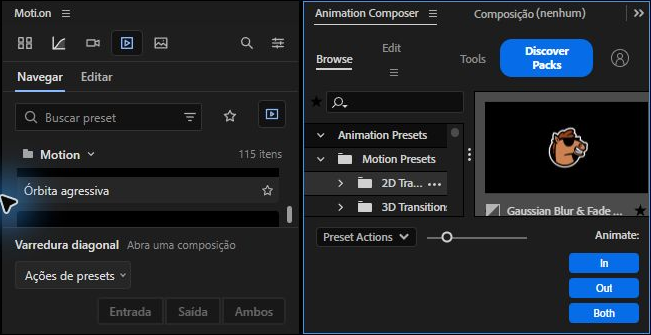 Moti.on
Navegar
Editar
Buscar preset
Motion
115 itens
Órbita agressiva
Varredura diagonal
Abra uma composição
Ações de presets
Entrada
Saída
Ambos
Animation Composer
Composição (nenhum)
Browse
Edit
Tools
Discover
Packs
Animation Presets
Motion Presets
2D Tra...
3D Transition
Gaussian Blur & Fade ...
Preset Actions
Animate:
In
Out
Both